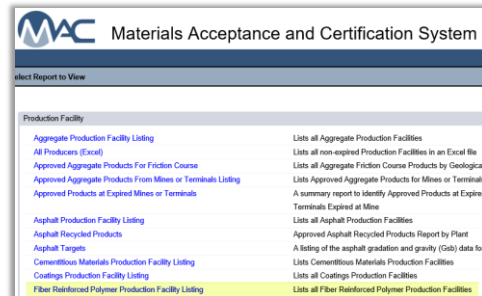 MAC Materials Acceptance and Certification System
elect Report to View
Production Facility
Aggregate Production Facility Listing Lists all Aggregate Production Facilities
All Producers (Excel) Lists all non-expired Production Facilities in an Excel file
Approved Aggregate Products For Friction Course Lists all Aggregate Friction Course Products by Geologica
Approved Aggregate Products From Mines or Terminals Listing Lists Approved Aggregate Products for Mines or Terminals
Approved Products at Expired Mines or Terminals A summary report to identify Approved Products at Expire
Terminals Expired at Mine
Asphalt Production Facility Listing Lists all Asphalt Production Facilities
Asphalt Recycled Products Approved Asphalt Recycled Products Report by Plant
Asphalt Targets A listing of the asphalt gradation and gravity (Gsb) data fo
Cementitious Materials Production Facility Listing Lists Cementitious Materials Production Facilities
Coatings Production Facility Listing Lists all Coatings Production Facilities
Fiber Reinforced Polymer Production Facility Listing Lists all Fiber Reinforced Polymer Production Facilities